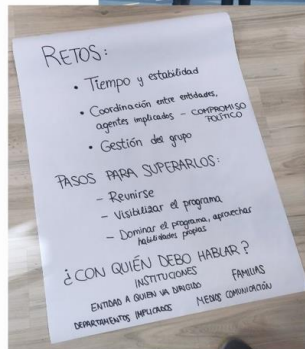 RETOS:
• Tiempo y estabilidad
• Coordinación entre entidades,
agentes implicados – COMPROMISO
POLÍTICO
• Gestión del grupo
PASOS PARA SUPERARLOS:
– Reunirse
– Visibilizar el programa
– Dominar el programa, aprovechar
habilidades propias
¿CON QUIÉN DEBO HABLAR?
INSTITUCIONES
FAMILIAS
ENTIDAD A QUIEN VA DIRIGIDO
MEDIOS COMUNICACIÓN
DEPARTAMENTOS IMPLICADOS